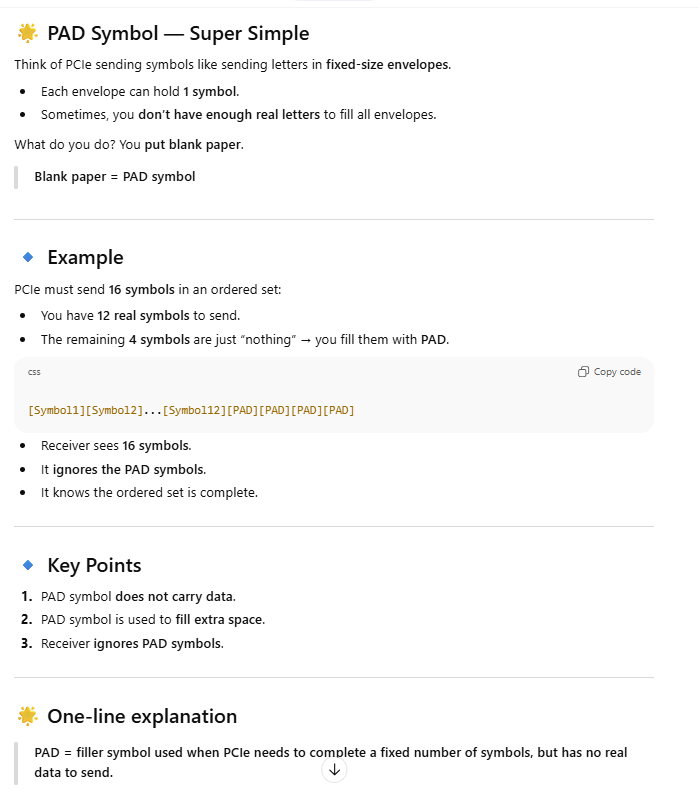 🌟 PAD Symbol — Super Simple
Think of PCIe sending symbols like sending letters in fixed-size envelopes.
• Each envelope can hold 1 symbol.
• Sometimes, you don't have enough real letters to fill all envelopes.
What do you do? You put blank paper.
Blank paper = PAD symbol
🔹 Example
PCIe must send 16 symbols in an ordered set:
• You have 12 real symbols to send.
• The remaining 4 symbols are just “nothing” → you fill them with PAD.
css
Copy code
[Symbol1][Symbol2]...[Symbol12][PAD][PAD][PAD][PAD]
• Receiver sees 16 symbols.
• It ignores the PAD symbols.
• It knows the ordered set is complete.
🔹 Key Points
1. PAD symbol does not carry data.
2. PAD symbol is used to fill extra space.
3. Receiver ignores PAD symbols.
🌟 One-line explanation
PAD = filler symbol used when PCIe needs to complete a fixed number of symbols, but has no real
data to send.